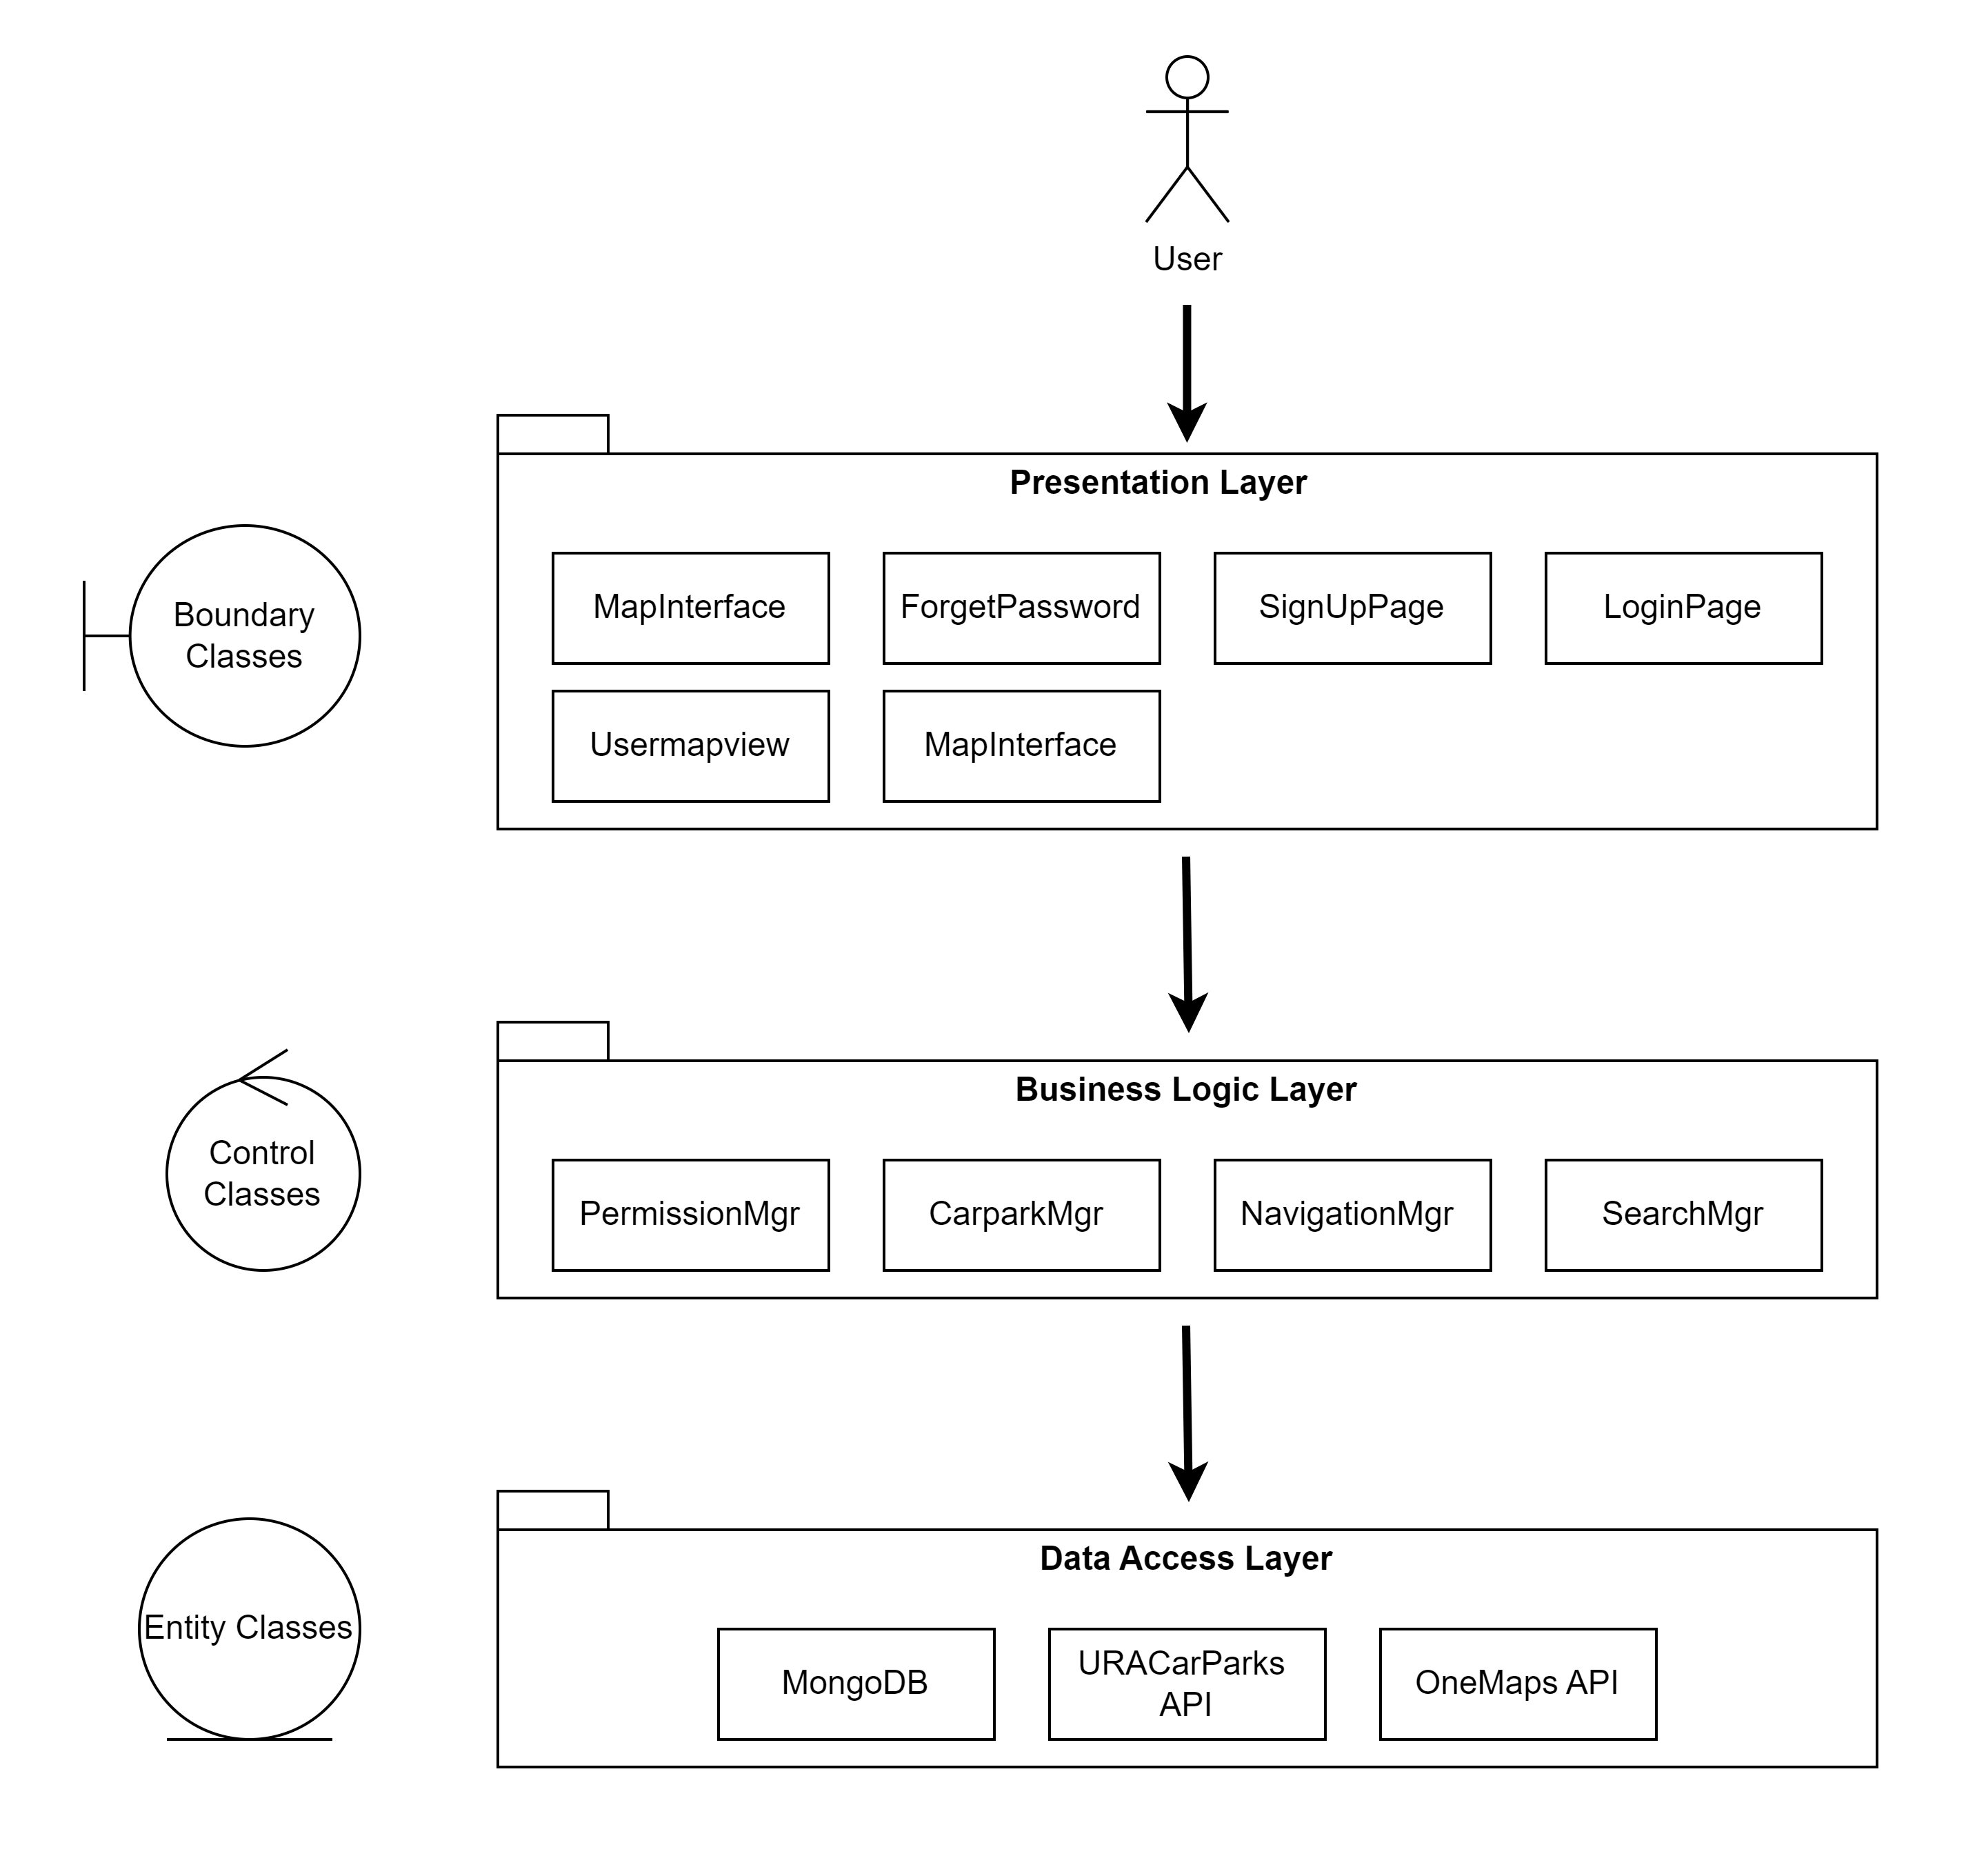 User
Presentation Layer
Boundary
Classes
MapInterface
ForgetPassword
SignUpPage
LoginPage
Usermapview
MapInterface
Business Logic Layer
Control
Classes
PermissionMgr
CarparkMgr
NavigationMgr
SearchMgr
Data Access Layer
Entity Classes
MongoDB
URACarParks
API
OneMaps API